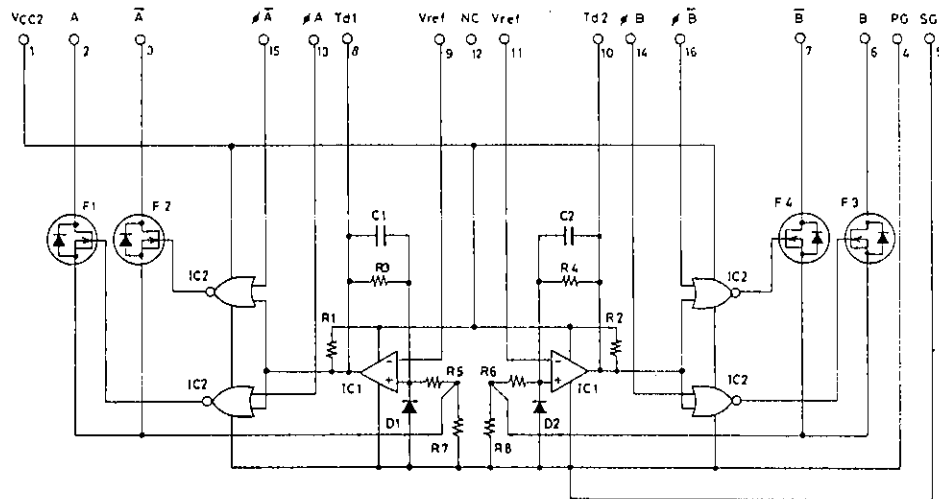 VCC2 A A̅ ø A̅ ø A Td1 Vref NC Vref Td2 ø B ø B̅ B̅ B PG SG
1 2 3 15 13 8 9 12 11 10 14 16 7 6 4 5
F1 F2 C1 C2 F4 F3
R3 R4
IC2 IC2
R1 R2
IC2 IC1 R5 R6 IC1 IC2
D1 R7 R8 D2